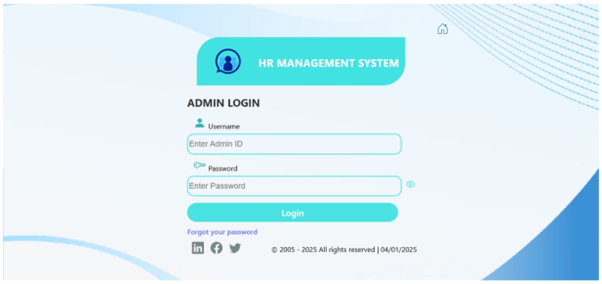 HR MANAGEMENT SYSTEM
ADMIN LOGIN
Username
Enter Admin ID
Password
Enter Password
Login
Forgot your password
© 2005 - 2025 All rights reserved | 04/01/2025